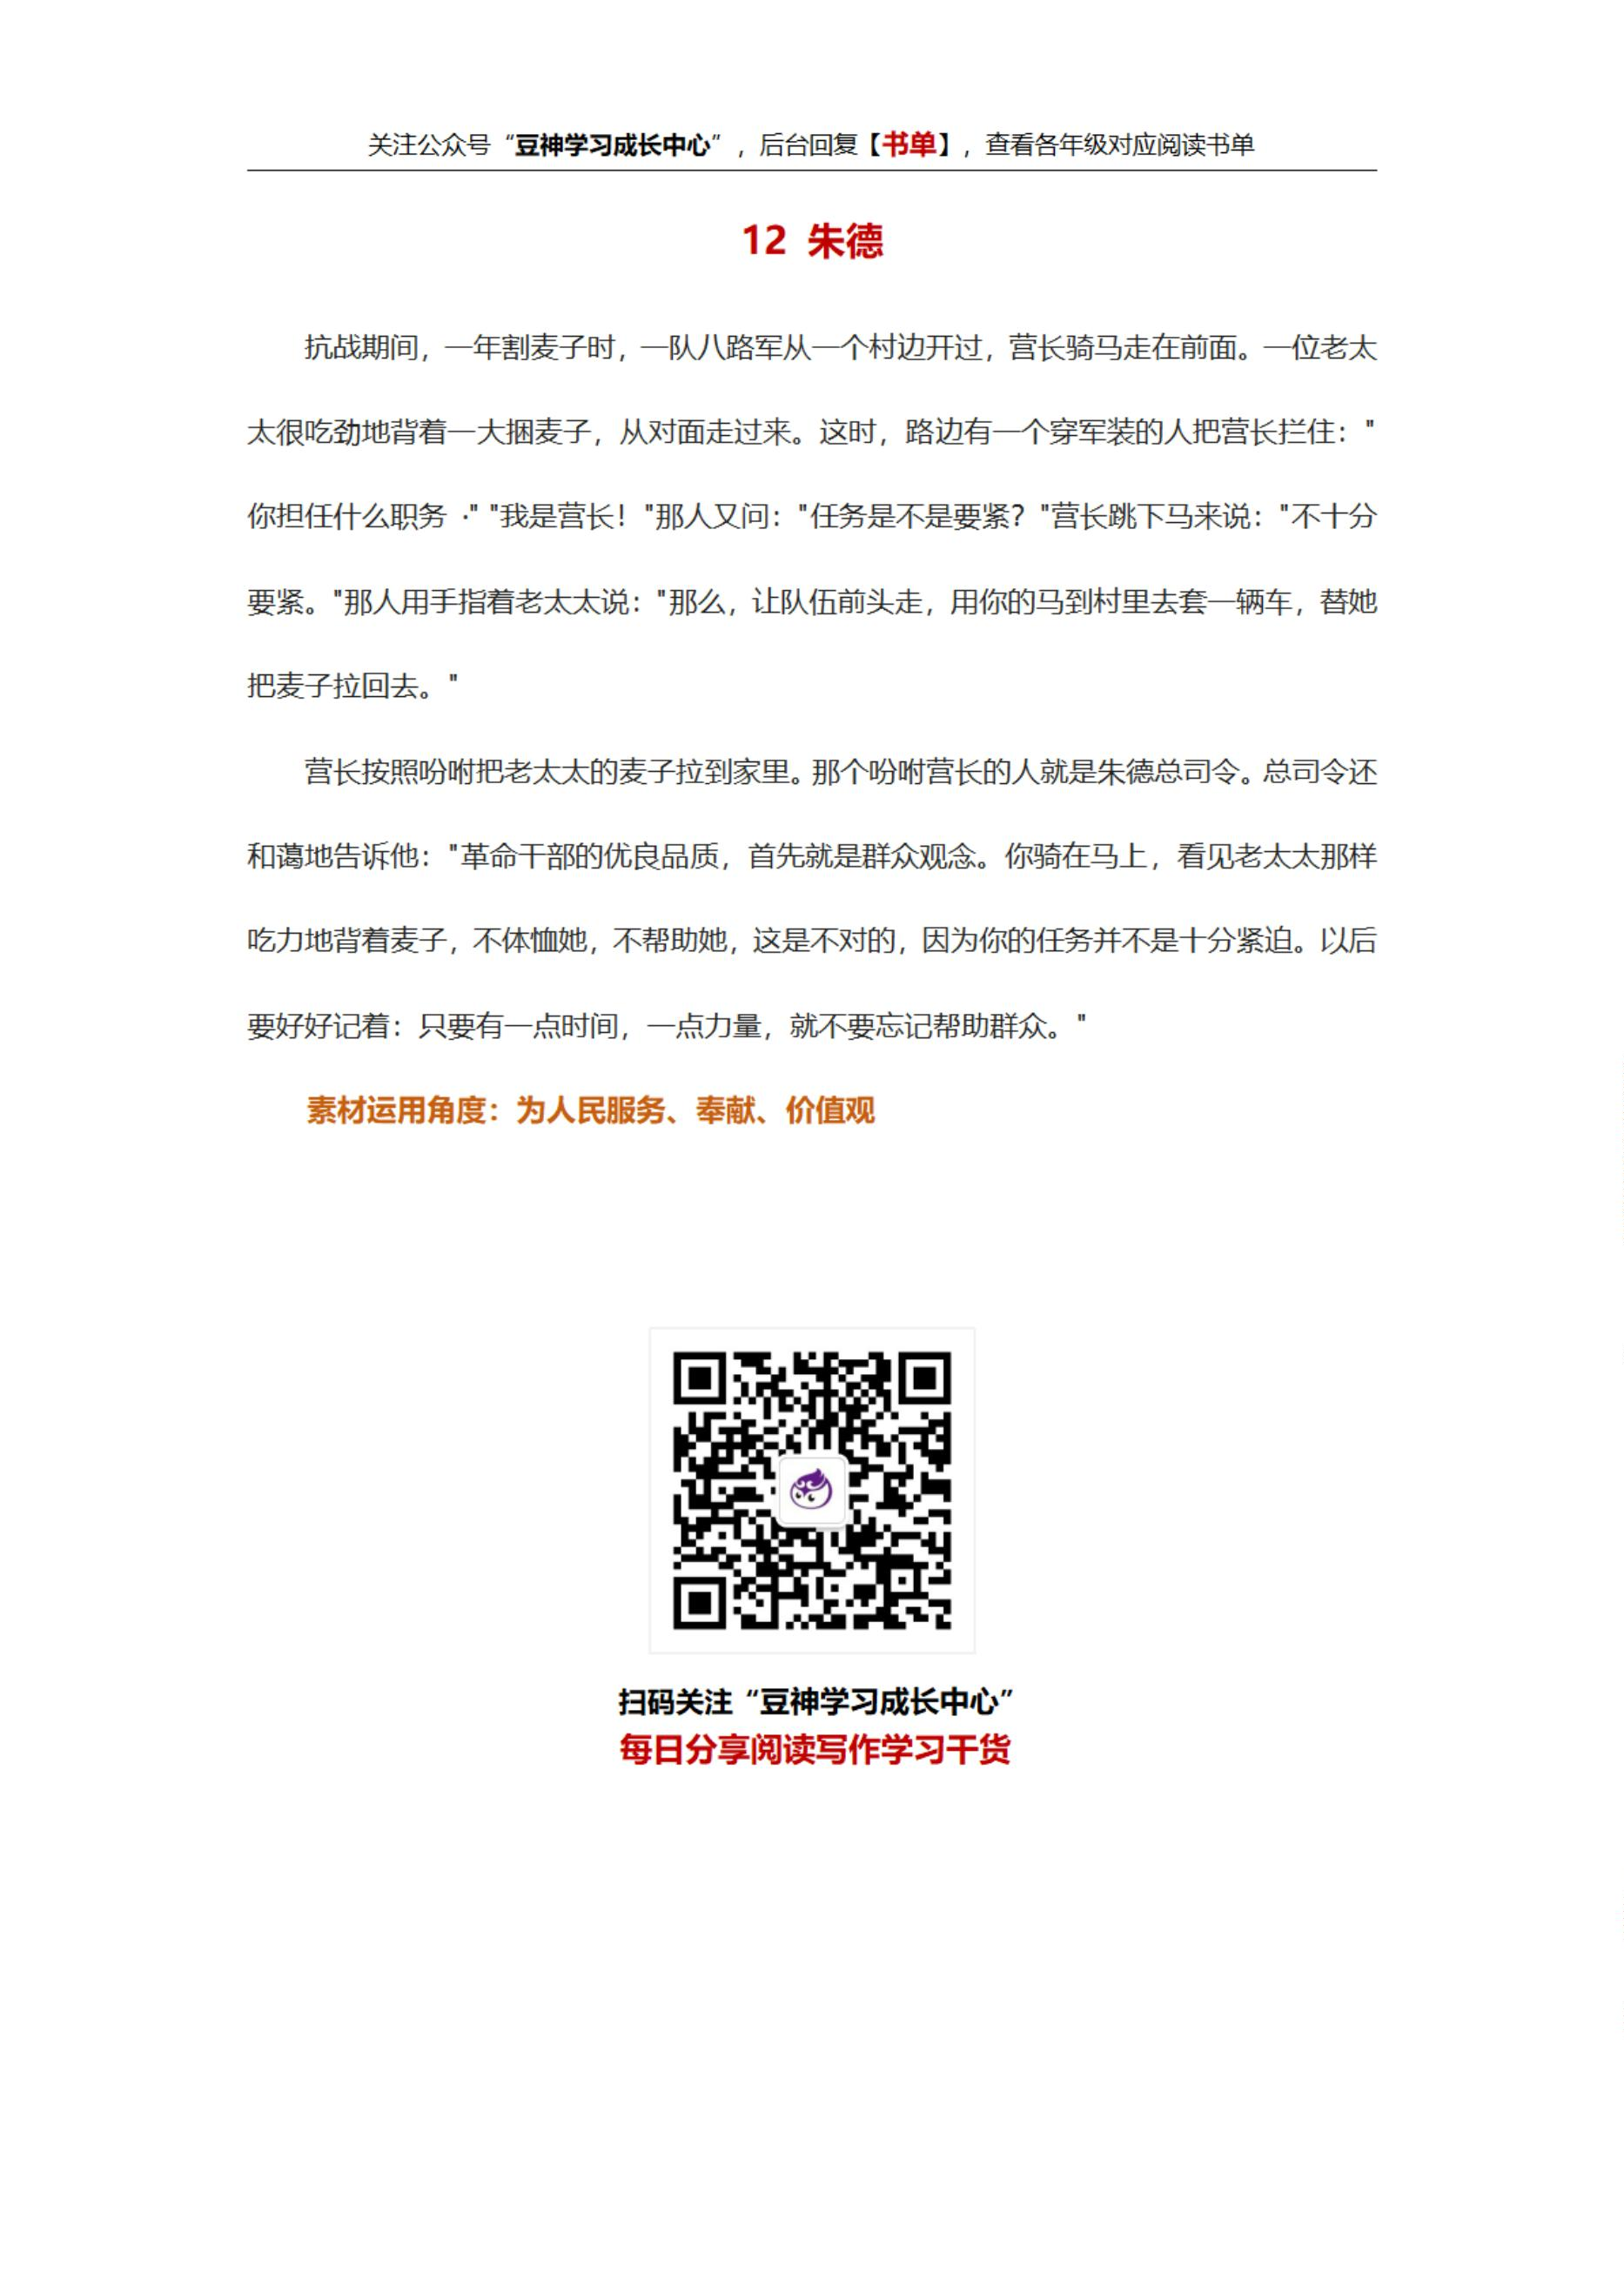 关注公众号“豆神学习成长中心”，后台回复【书单】，查看各年级对应阅读书单
12 朱德
抗战期间，一年割麦子时，一队八路军从一个村边开过，营长骑马走在前面。一位老太
太很吃劲地背着一大捆麦子，从对面走过来。这时，路边有一个穿军装的人把营长拦住："
你担任什么职务 ·" "我是营长！"那人又问："任务是不是要紧？"营长跳下马来说："不十分
要紧。"那人用手指着老太太说："那么，让队伍前头走，用你的马到村里去套一辆车，替她
把麦子拉回去。"
营长按照吩咐把老太太的麦子拉到家里。那个吩咐营长的人就是朱德总司令。总司令还
和蔼地告诉他："革命干部的优良品质，首先就是群众观念。你骑在马上，看见老太太那样
吃力地背着麦子，不体恤她，不帮助她，这是不对的，因为你的任务并不是十分紧迫。以后
要好好记着：只要有一点时间，一点力量，就不要忘记帮助群众。"
素材运用角度：为人民服务、奉献、价值观
扫码关注“豆神学习成长中心”
每日分享阅读写作学习干货